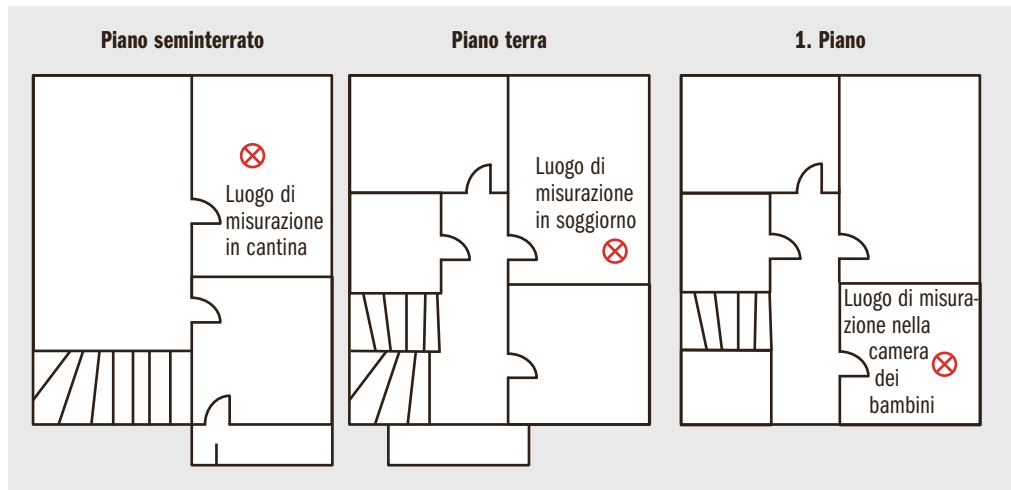 Piano seminterrato
Luogo di
misurazione
in cantina
Piano terra
Luogo di
misurazione
in soggiorno
1. Piano
Luogo di misura-
zione nella
camera
dei
bambini